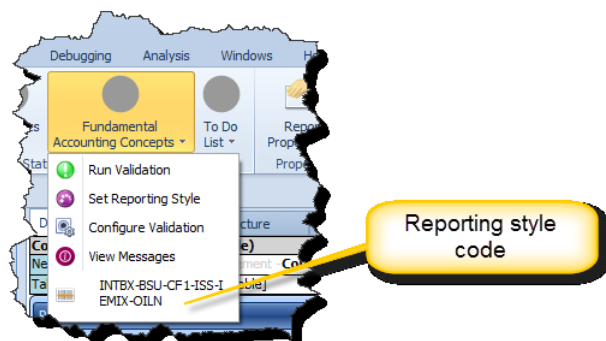 Debugging Analysis Windows
Fundamental
Accounting Concepts
To Do
List
Run Validation
Set Reporting Style
Configure Validation
View Messages
INTBX-BSU-CF1-ISS-I
EMIX-OILN
Reporting style
code